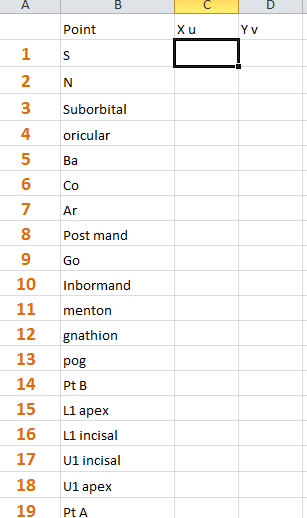 A B C D
Point X u Y v
1 S
2 N
3 Suborbital
4 oricular
5 Ba
6 Co
7 Ar
8 Post mand
9 Go
10 Inbormand
11 menton
12 gnathion
13 pog
14 Pt B
15 L1 apex
16 L1 incisal
17 U1 incisal
18 U1 apex
19 Pt A